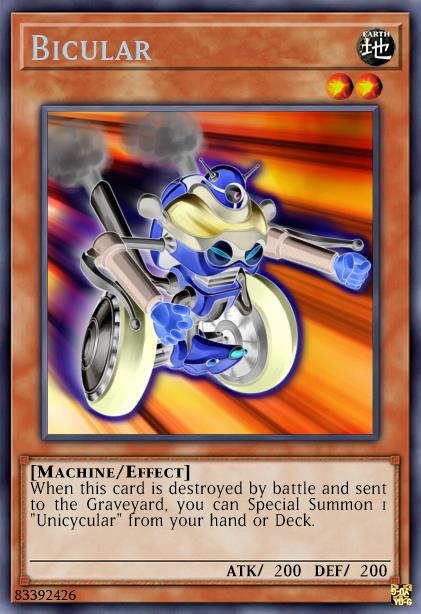 BICULAR
EARTH
地
[MACHINE/EFFECT]
When this card is destroyed by battle and sent
to the Graveyard, you can Special Summon 1
"Unicycular" from your hand or Deck.
ATK/ 200 DEF/ 200
83392426